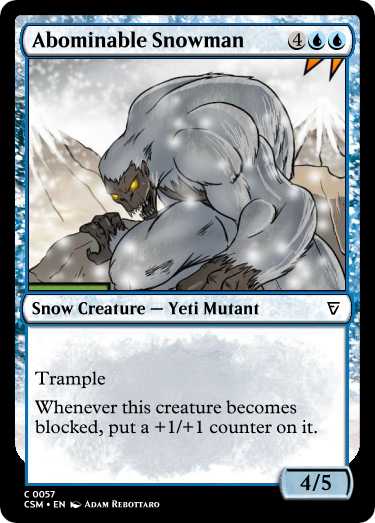 Abominable Snowman 4
Snow Creature — Yeti Mutant
Trample
Whenever this creature becomes
blocked, put a +1/+1 counter on it.
4/5
C 0057
CSM • EN Adam Rebottaro